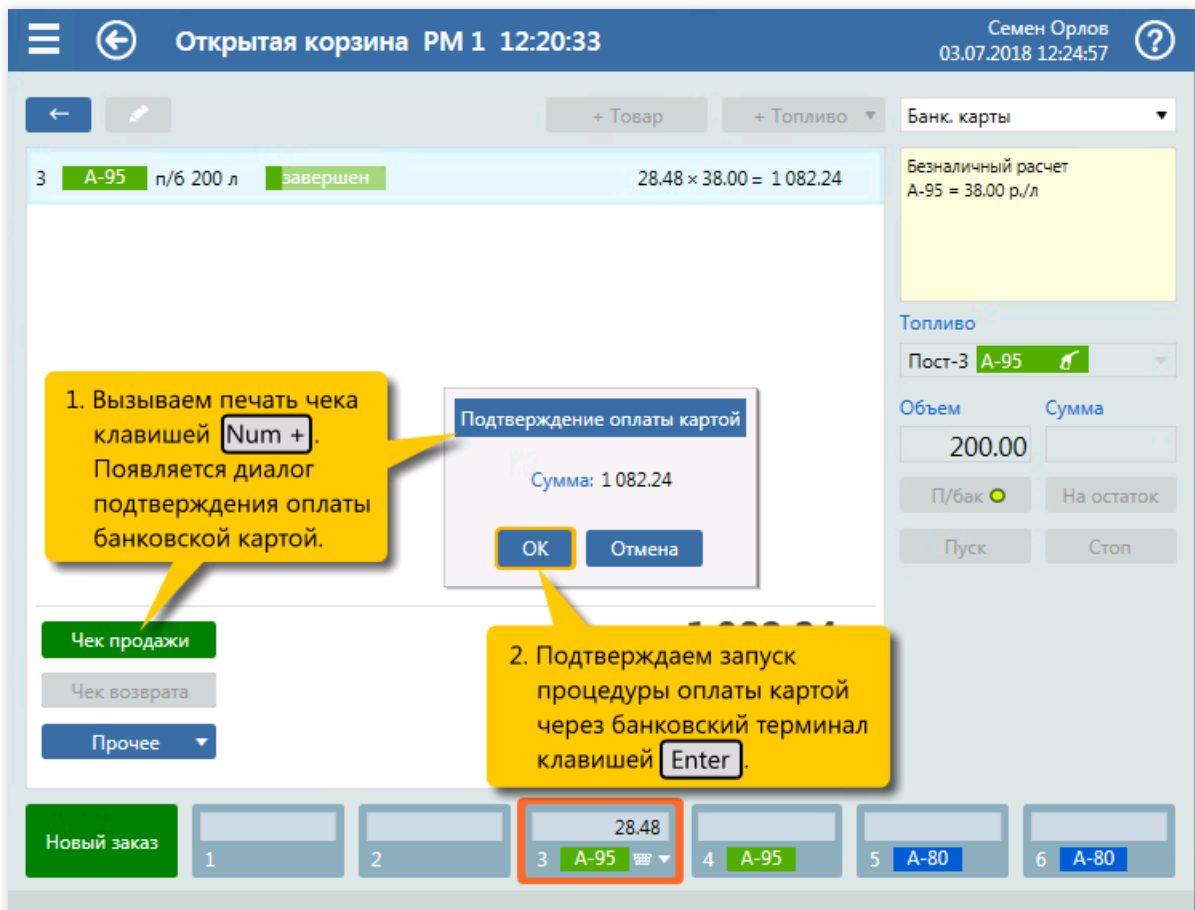 Открытая корзина РМ 1 12:20:33
Семен Орлов
03.07.2018 12:24:57
?
+ Товар
+ Топливо
Банк. карты
3 А-95 п/б 200 л завершен 28.48 × 38.00 = 1 082.24
Безналичный расчет
А-95 = 38.00 р./л
Топливо
Пост-3 А-95
Объем Сумма
200.00
П/бак На остаток
Пуск Стоп
1. Вызываем печать чека
клавишей Num +.
Появляется диалог
подтверждения оплаты
банковской картой.
Подтверждение оплаты картой
Сумма: 1 082.24
ОК Отмена
2. Подтверждаем запуск
процедуры оплаты картой
через банковский терминал
клавишей Enter.
Чек продажи
Чек возврата
Прочее
Новый заказ
1
2
28.48
3 А-95
4 А-95
5 А-80
6 А-80